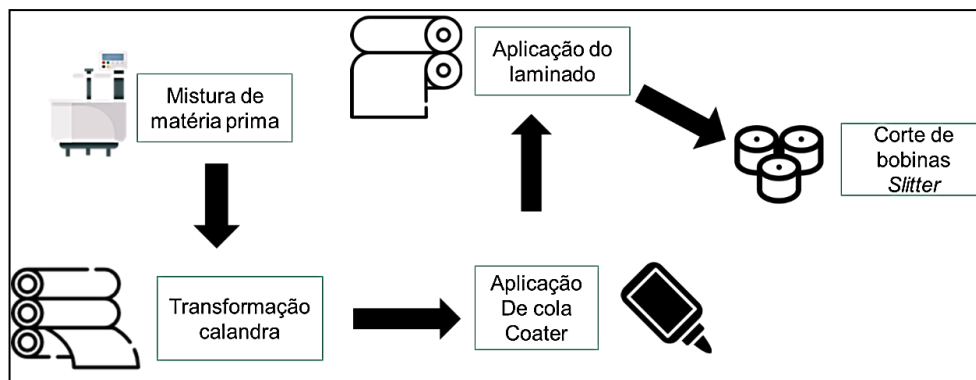 Mistura de
matéria prima
Transformação
calandra
Aplicação
De cola
Coater
Aplicação do
laminado
Corte de
bobinas
Slitter